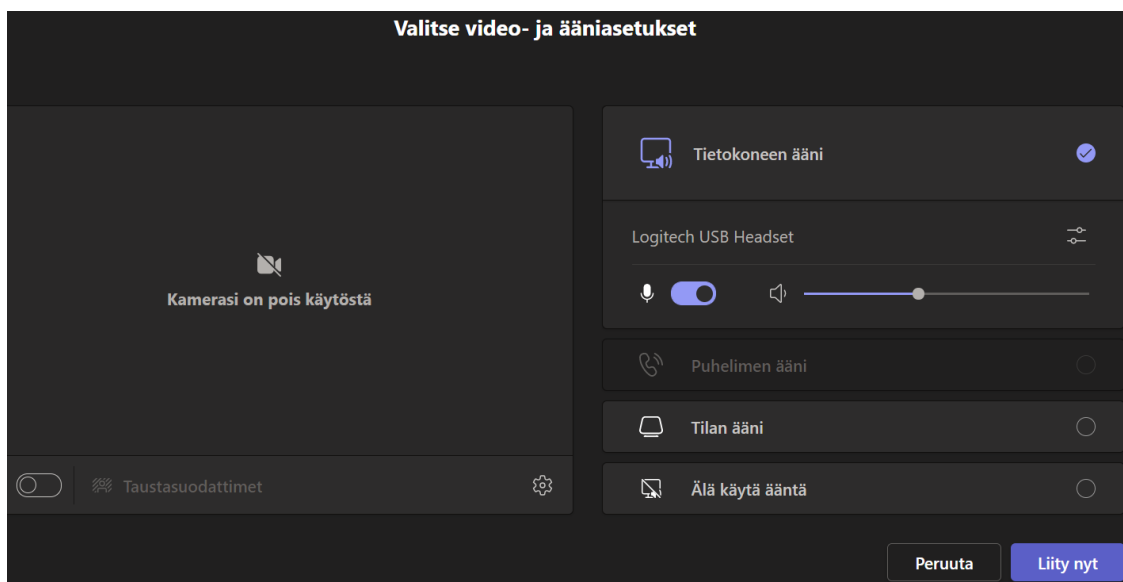 Valitse video- ja ääniasetukset
Kamerasi on pois käytöstä
Taustasuodattimet
Tietokoneen ääni
Logitech USB Headset
Puhelimen ääni
Tilan ääni
Älä käytä ääntä
Peruuta
Liity nyt